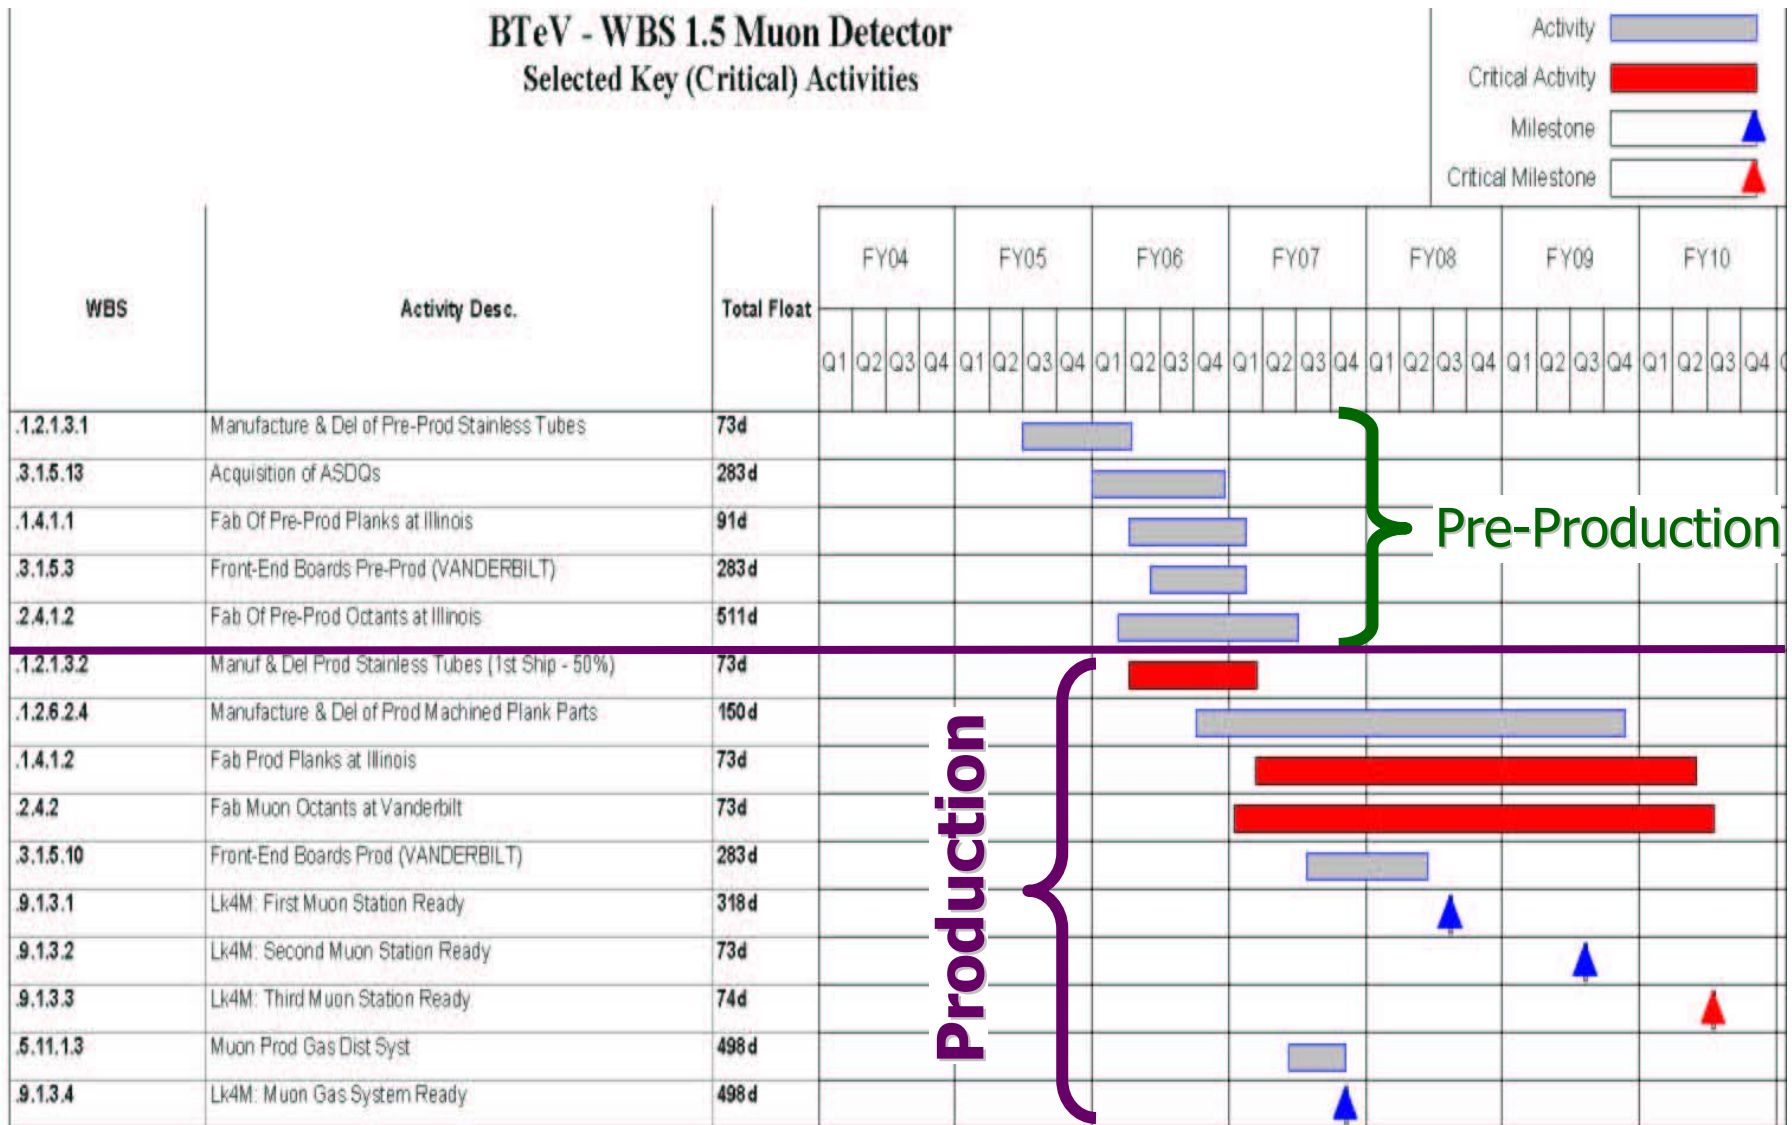 BTeV - WBS 1.5 Muon Detector
Selected Key (Critical) Activities
Activity
Critical Activity
Milestone
Critical Milestone
WBS Activity Desc. Total Float FY04 FY05 FY06 FY07 FY08 FY09 FY10
Q1 Q2 Q3 Q4 Q1 Q2 Q3 Q4 Q1 Q2 Q3 Q4 Q1 Q2 Q3 Q4 Q1 Q2 Q3 Q4 Q1 Q2 Q3 Q4 Q1 Q2 Q3 Q4
.1.2.1.3.1 Manufacture & Del of Pre-Prod Stainless Tubes 73d
.3.1.5.13 Acquisition of ASDQs 283d
.1.4.1.1 Fab Of Pre-Prod Planks at Illinois 91d
Pre-Production
.3.1.5.3 Front-End Boards Pre-Prod (VANDERBILT) 283d
.2.4.1.2 Fab Of Pre-Prod Octants at Illinois 511d
.1.2.1.3.2 Manuf & Del Prod Stainless Tubes (1st Ship - 50%) 73d
.1.2.6.2.4 Manufacture & Del of Prod Machined Plank Parts 150d
.1.4.1.2 Fab Prod Planks at Illinois 73d
.2.4.2 Fab Muon Octants at Vanderbilt 73d
.3.1.5.10 Front-End Boards Prod (VANDERBILT) 283d
Production
.9.1.3.1 Lk4M: First Muon Station Ready 318d
.9.1.3.2 Lk4M: Second Muon Station Ready 73d
.9.1.3.3 Lk4M: Third Muon Station Ready 74d
.5.11.1.3 Muon Prod Gas Dist Syst 498d
.9.1.3.4 Lk4M: Muon Gas System Ready 498d